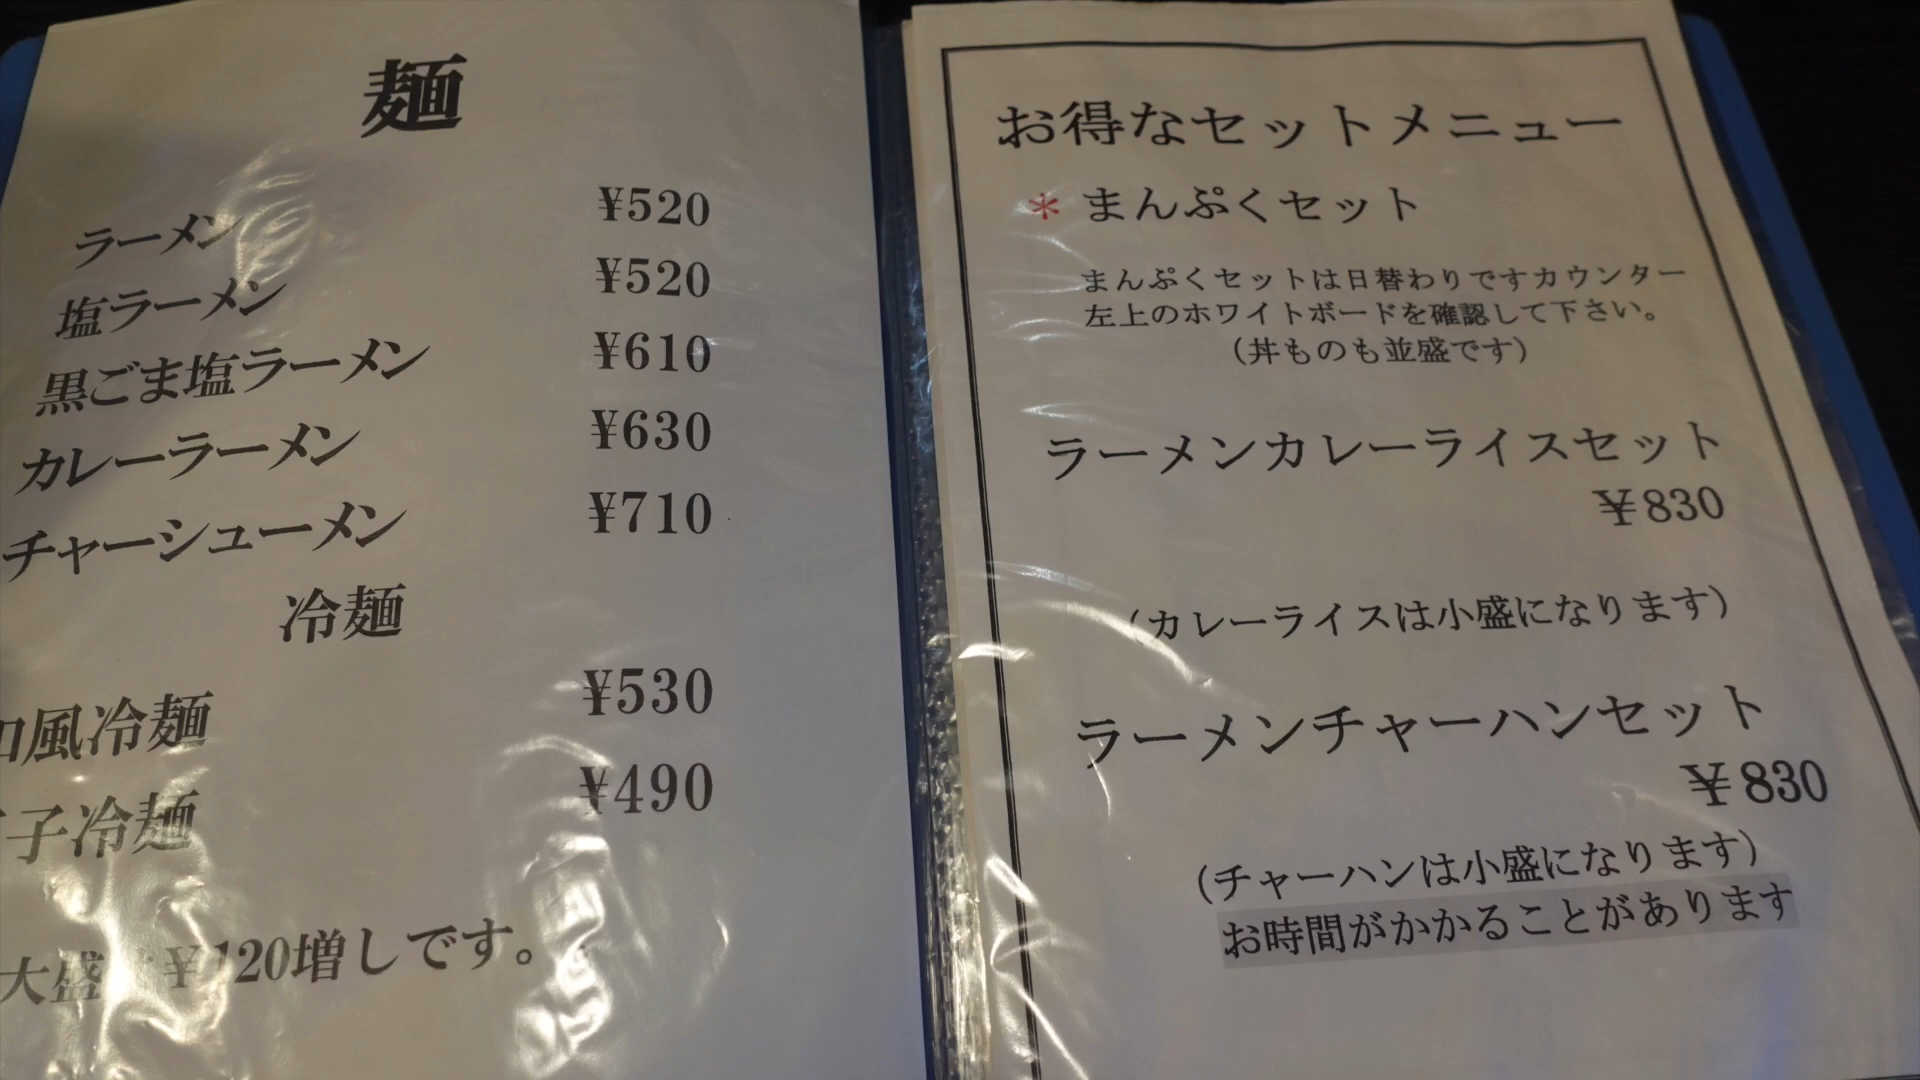 麺
ラーメン ¥520
塩ラーメン ¥520
黒ごま塩ラーメン ¥610
カレーラーメン ¥630
チャーシューメン ¥710
冷麺
和風冷麺 ¥530
子冷麺 ¥490
大盛 ¥120増しです。
お得なセットメニュー
* まんぷくセット
まんぷくセットは日替わりですカウンター
左上のホワイトボードを確認して下さい。
(丼ものも並盛です)
ラーメンカレーライスセット
¥830
(カレーライスは小盛になります)
ラーメンチャーハンセット
¥830
(チャーハンは小盛になります)
お時間がかかることがあります